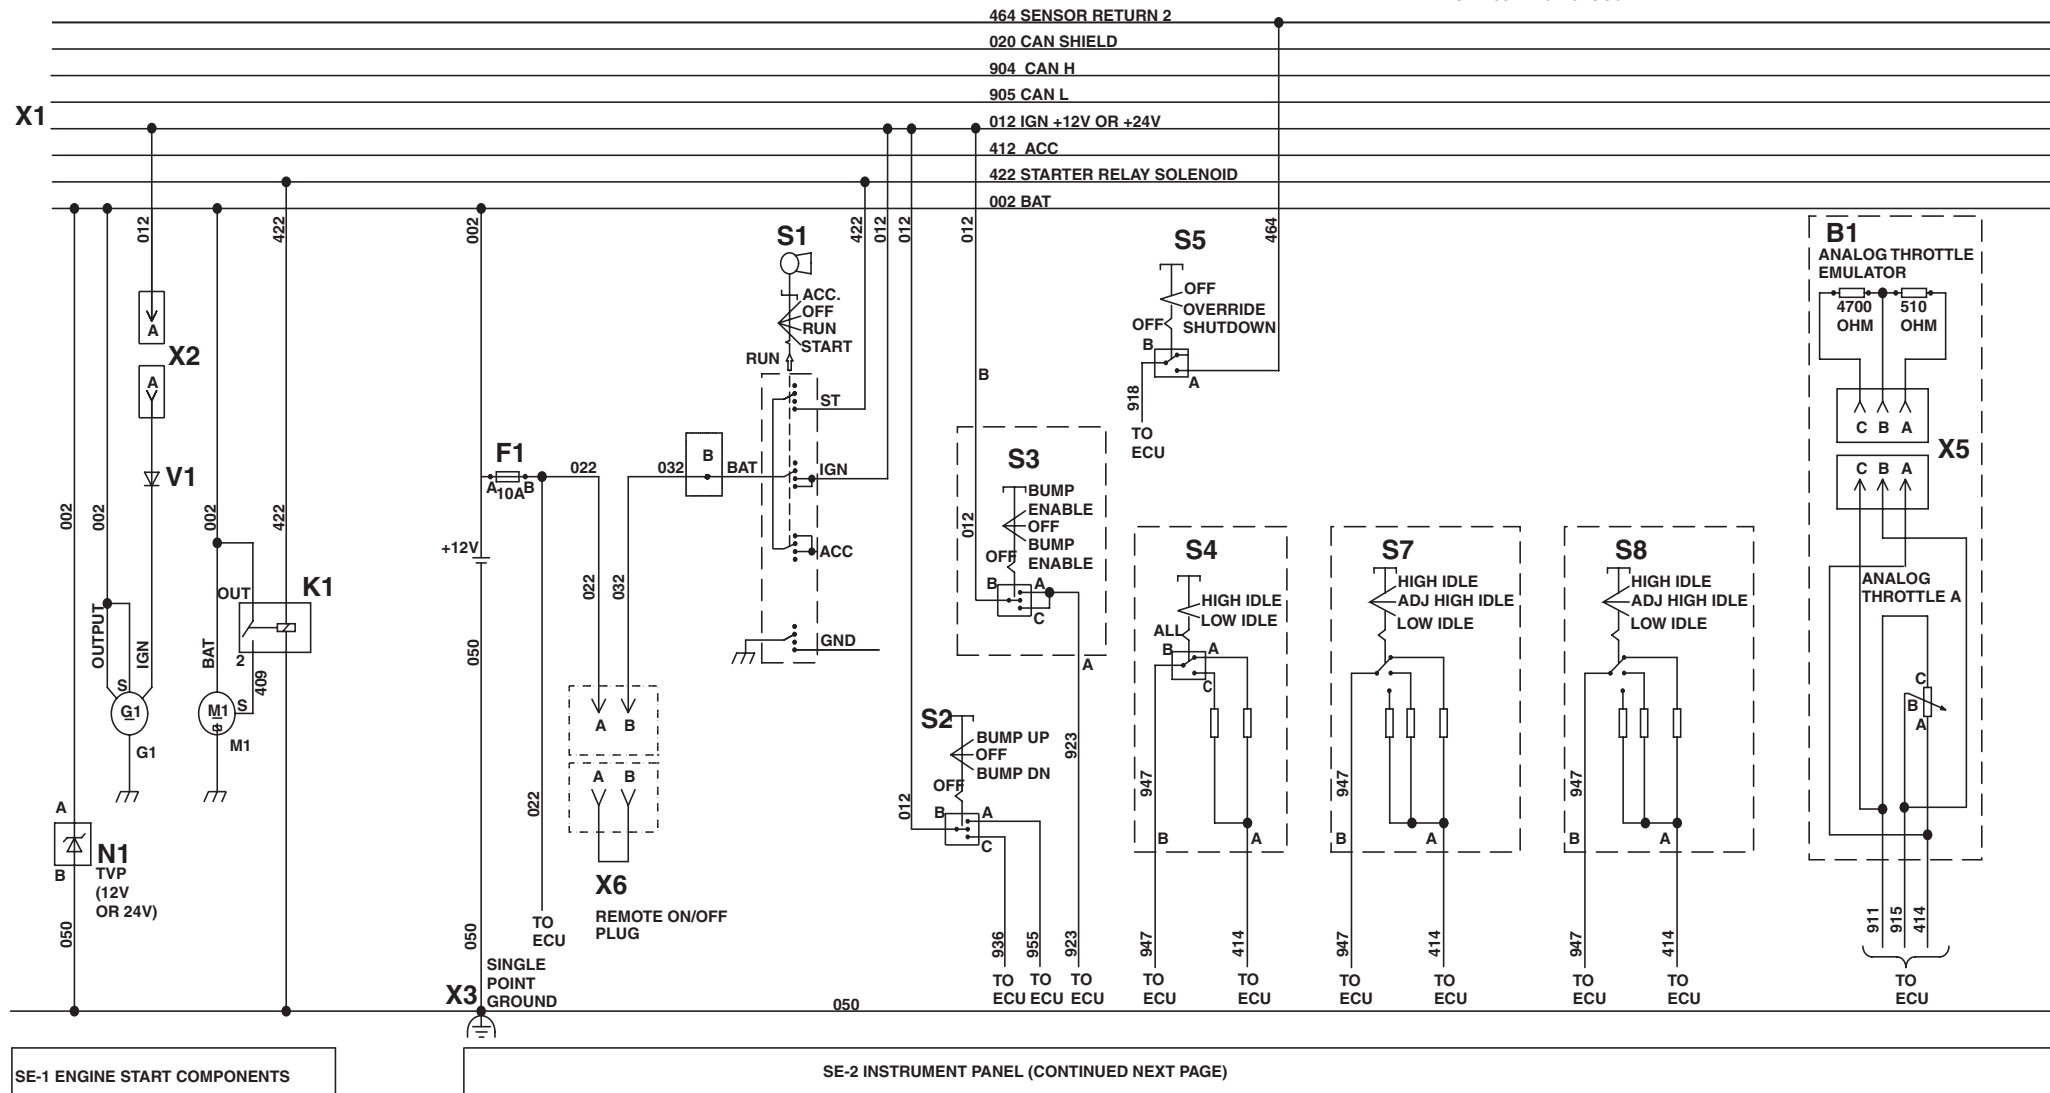 464 SENSOR RETURN 2
020 CAN SHIELD
904 CAN H
905 CAN L
X1
012 IGN +12V OR +24V
412 ACC
422 STARTER RELAY SOLENOID
002 BAT
012
422
002
422
012
012
012
464
S1
ACC.
OFF
RUN
START
RUN
ST
IGN
ACC
GND
S5
OFF
OVERRIDE
SHUTDOWN
OFF
B
A
918
TO
ECU
B1
ANALOG THROTTLE
EMULATOR
4700
OHM
510
OHM
C B A
X5
C B A
ANALOG
THROTTLE A
C
B
A
911
915
414
TO
ECU
A
X2
A
V1
002
002
002
422
OUTPUT
IGN
BAT
OUT
K1
2
409
S
G1
G1
S
M1
M1
A
N1
TVP
(12V
OR 24V)
B
050
F1
A
10A
B
022
032
B
BAT
+12V
050
022
032
022
A B
A B
X6
REMOTE ON/OFF
PLUG
TO
ECU
050
SINGLE
POINT
GROUND
X3
050
B
S3
BUMP
ENABLE
OFF
BUMP
ENABLE
OFF
012
B
A
C
A
923
S2
BUMP UP
OFF
BUMP DN
OFF
012
B
A
C
936
955
923
TO
ECU
TO
ECU
TO
ECU
S4
HIGH IDLE
LOW IDLE
ALL
B
A
C
947
B
A
947
414
TO
ECU
TO
ECU
S7
HIGH IDLE
ADJ HIGH IDLE
LOW IDLE
947
B
A
947
414
TO
ECU
TO
ECU
S8
HIGH IDLE
ADJ HIGH IDLE
LOW IDLE
947
B
A
947
414
TO
ECU
TO
ECU
SE-1 ENGINE START COMPONENTS
SE-2 INSTRUMENT PANEL (CONTINUED NEXT PAGE)